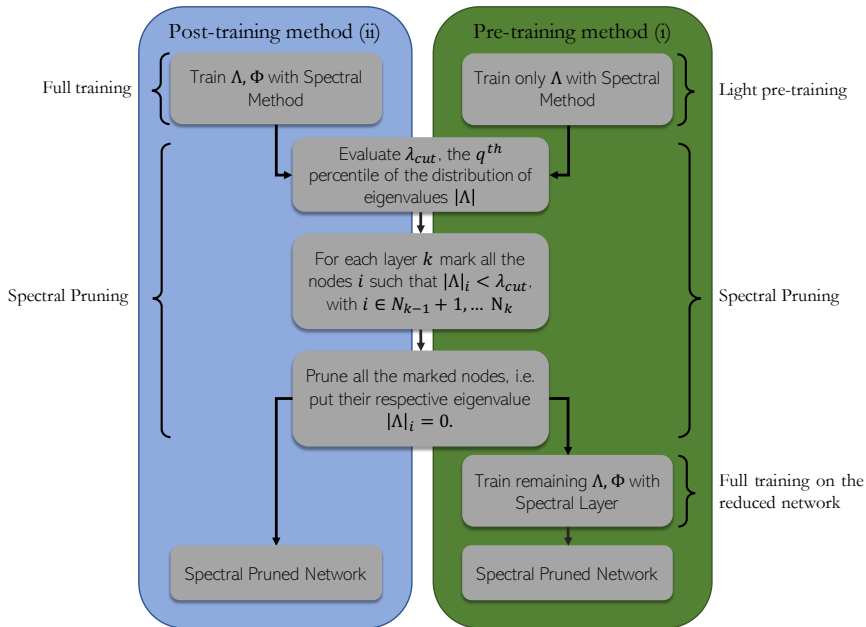 Post-training method (ii)
Pre-training method (i)
Full training
Train Λ, Φ with Spectral
Method
Train only Λ with Spectral
Method
Light pre-training
Evaluate λ_cut, the q^th
percentile of the distribution of
eigenvalues |Λ|
For each layer k mark all the
nodes i such that |Λ|_i < λ_cut,
with i ∈ N_{k−1} + 1, … N_k
Spectral Pruning
Spectral Pruning
Prune all the marked nodes, i.e.
put their respective eigenvalue
|Λ|_i = 0.
Train remaining Λ, Φ with
Spectral Layer
Full training on the
reduced network
Spectral Pruned Network
Spectral Pruned Network